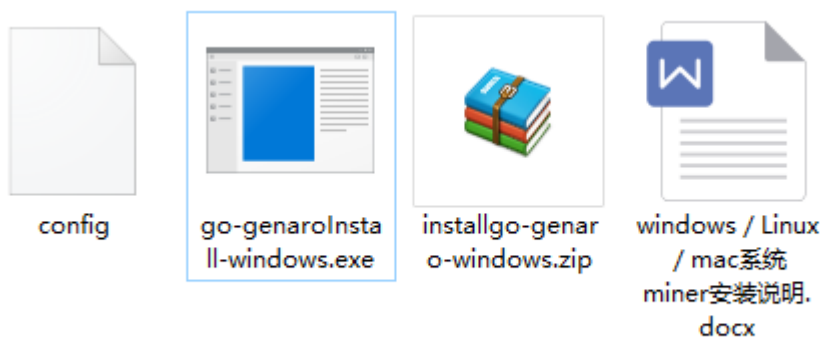 config
go-genaroInsta
ll-windows.exe
installgo-genar
o-windows.zip
windows / Linux
/ mac系统
miner安装说明.
docx